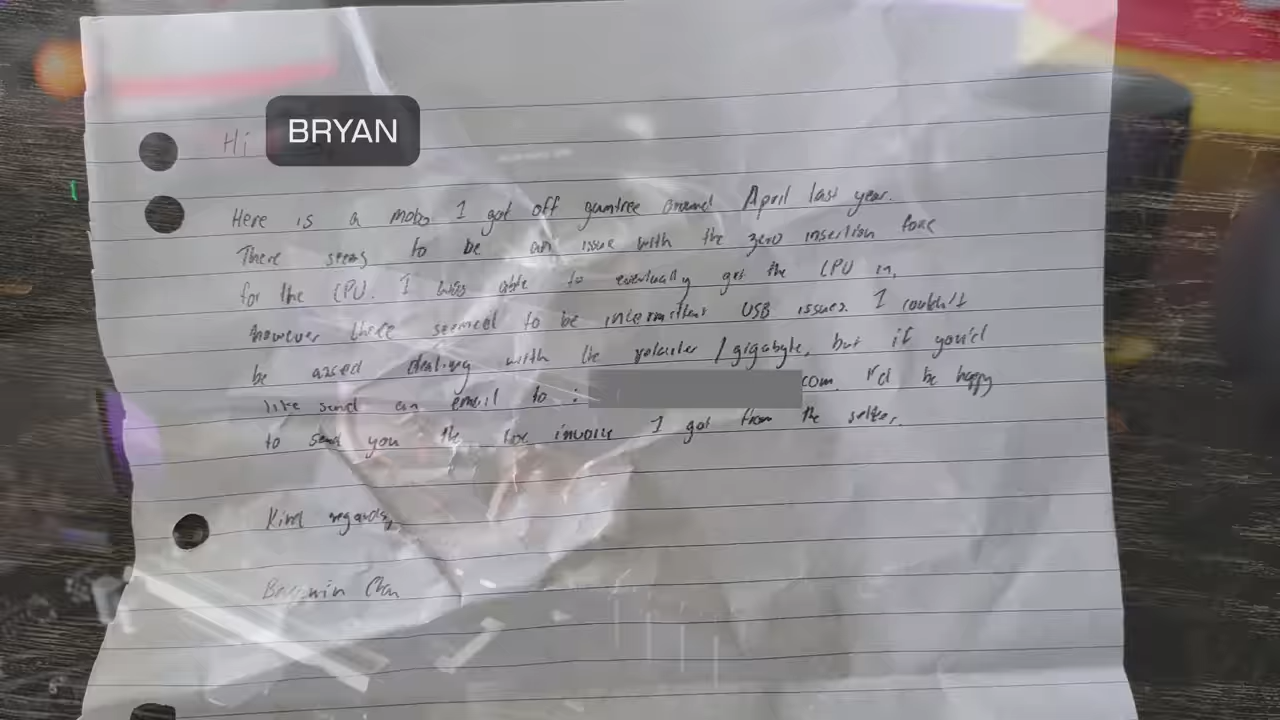 Hi BRYAN
Here is a mobo I got off gumtree around April last year.
There seems to be an issue with the zero insertion force
for the CPU. I was able to eventually get the CPU in,
however there seemed to be intermittent USB issues. I couldn't
be arsed dealing with the retailer / gigabyte, but if you'd
like send an email to : com. I'd be happy
to send you the tax invoice I got from the seller.
Kind regards,
Chan